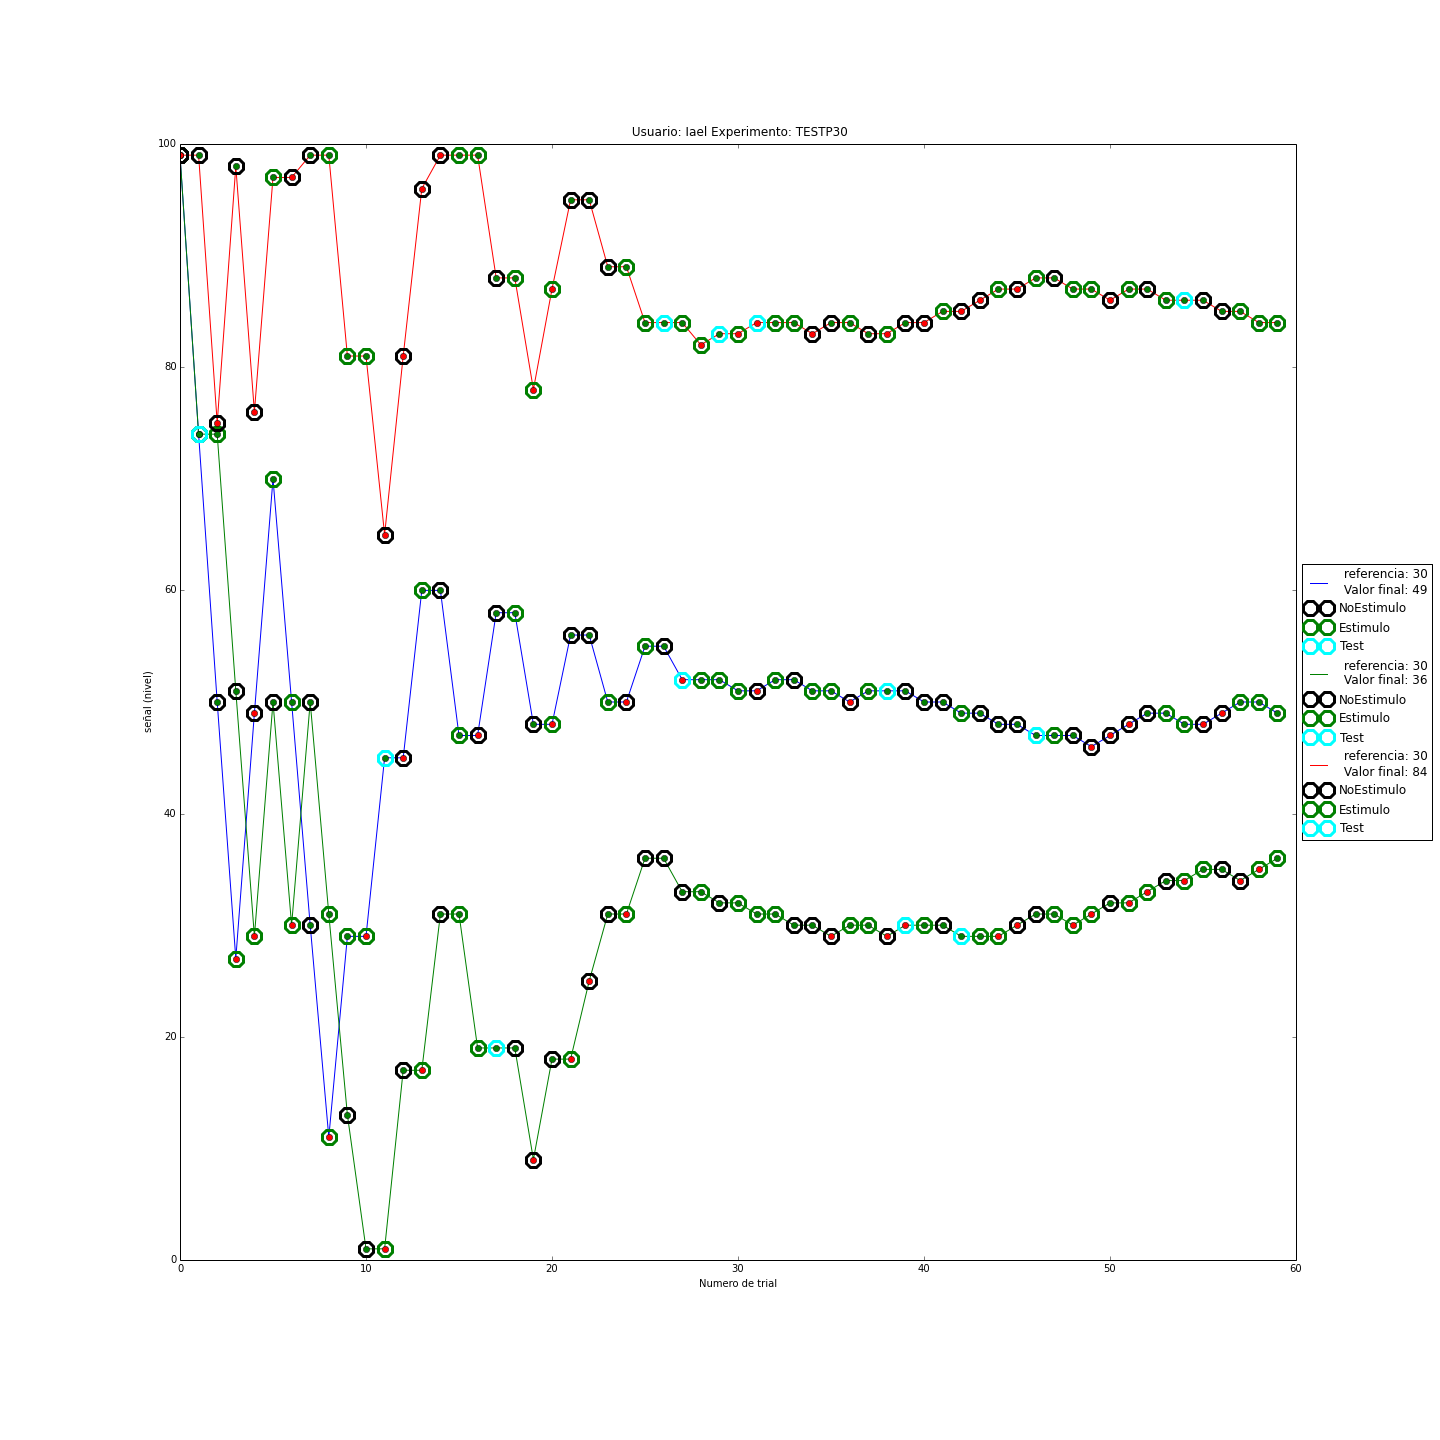 Usuario: Iael Experimento: TESTP30
100
80
60
40
20
0
señal (nivel)
0 10 20 30 40 50 60
Numero de trial
referencia: 30
Valor final: 49
NoEstimulo
Estimulo
Test
referencia: 30
Valor final: 36
NoEstimulo
Estimulo
Test
referencia: 30
Valor final: 84
NoEstimulo
Estimulo
Test